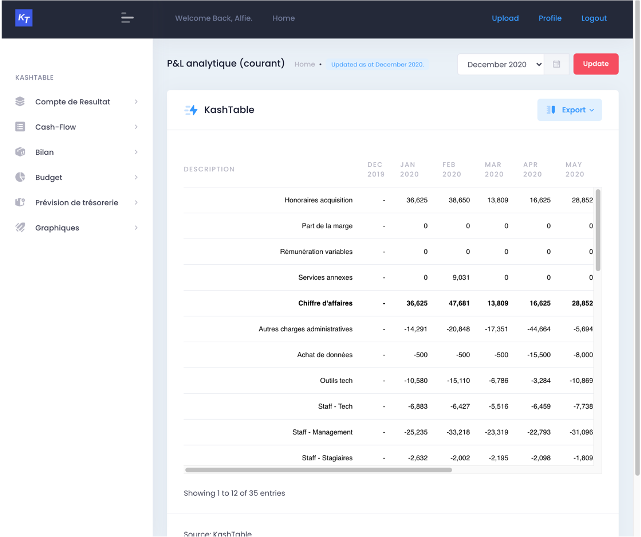 KT
Welcome Back, Alfie.
Home
Upload
Profile
Logout
KASHTABLE
Compte de Resultat
Cash-Flow
Bilan
Budget
Prévision de trésorerie
Graphiques
P&L analytique (courant)
Home • Updated as at December 2020
December 2020
Update
KashTable
Export
DESCRIPTION DEC 2019 JAN 2020 FEB 2020 MAR 2020 APR 2020 MAY 2020
Honoraires acquisition - 36,625 38,650 13,809 16,625 28,852
Part de la marge - 0 0 0 0 0
Rémunération variables - 0 0 0 0 0
Services annexes - 0 9,031 0 0 0
Chiffre d'affaires - 36,625 47,681 13,809 16,625 28,852
Autres charges administratives - -14,291 -20,848 -17,351 -44,664 -5,694
Achat de données - -500 -500 -500 -15,500 -8,000
Outils tech - -10,580 -15,110 -6,786 -3,284 -10,869
Staff - Tech - -6,883 -6,427 -5,516 -6,459 -7,738
Staff - Management - -25,235 -33,218 -23,319 -22,793 -31,096
Staff - Stagiaires - -2,632 -2,002 -2,195 -2,098 -1,809
Showing 1 to 12 of 35 entries
Source: KashTable